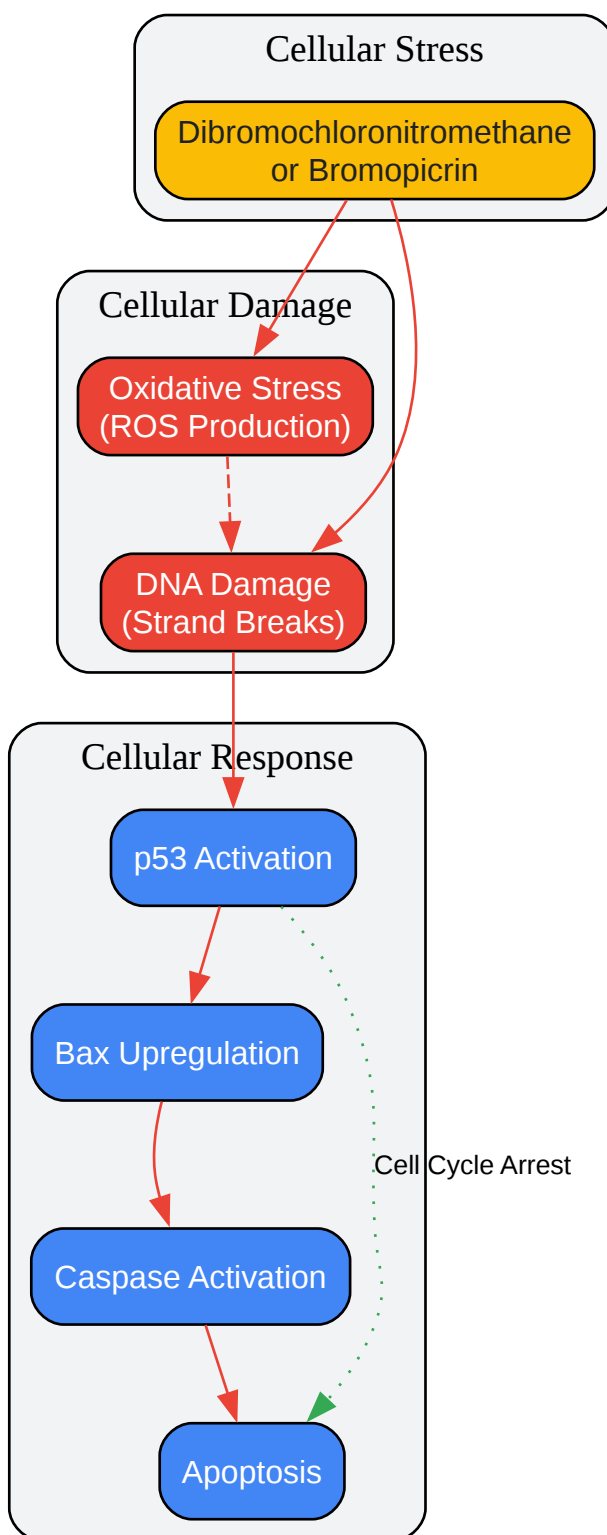 Cellular Stress
Dibromochloronitromethane
or Bromopicrin
Cellular Damage
Oxidative Stress
(ROS Production)
DNA Damage
(Strand Breaks)
Cellular Response
p53 Activation
Bax Upregulation
Cell Cycle Arrest
Caspase Activation
Apoptosis